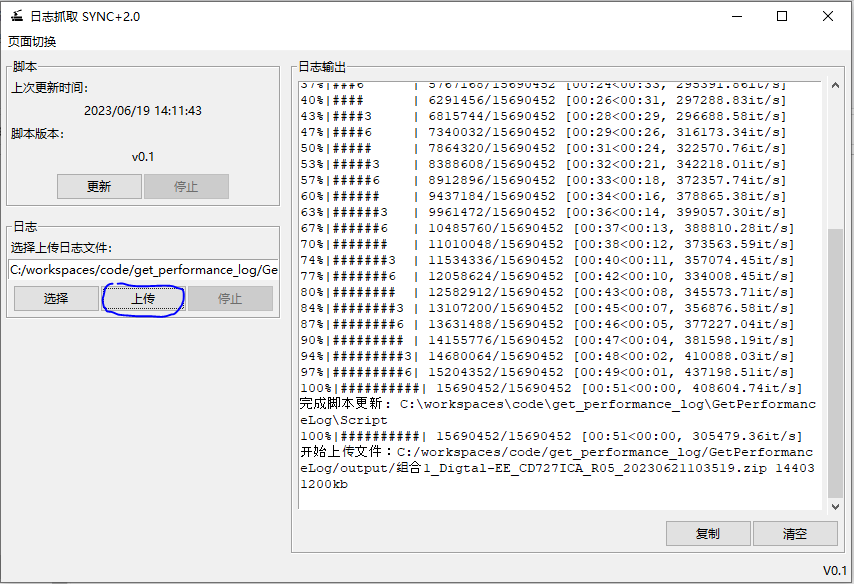 日志抓取 SYNC+2.0
页面切换
脚本
上次更新时间:
2023/06/19 14:11:43
脚本版本:
v0.1
更新 停止
日志
选择上传日志文件:
C:/workspaces/code/get_performance_log/Ge
选择 上传 停止
日志输出
37%|###6      | 5767168/15690452 [00:24<00:33, 295391.86it/s]
40%|####      | 6291456/15690452 [00:26<00:31, 297288.83it/s]
43%|####3     | 6815744/15690452 [00:28<00:29, 296688.58it/s]
47%|####6     | 7340032/15690452 [00:29<00:26, 316173.34it/s]
50%|#####     | 7864320/15690452 [00:31<00:24, 322570.76it/s]
53%|#####3    | 8388608/15690452 [00:32<00:21, 342218.01it/s]
57%|#####6    | 8912896/15690452 [00:33<00:18, 372357.74it/s]
60%|######    | 9437184/15690452 [00:34<00:16, 378865.38it/s]
63%|######3   | 9961472/15690452 [00:36<00:14, 399057.30it/s]
67%|######6   | 10485760/15690452 [00:37<00:13, 388810.28it/s]
70%|#######   | 11010048/15690452 [00:38<00:12, 373563.59it/s]
74%|#######3  | 11534336/15690452 [00:40<00:11, 357074.45it/s]
77%|#######6  | 12058624/15690452 [00:42<00:10, 334008.45it/s]
80%|########  | 12582912/15690452 [00:43<00:08, 345573.71it/s]
84%|########3 | 13107200/15690452 [00:45<00:07, 356876.58it/s]
87%|########6 | 13631488/15690452 [00:46<00:05, 377227.04it/s]
90%|######### | 14155776/15690452 [00:47<00:04, 381598.19it/s]
94%|#########3| 14680064/15690452 [00:48<00:02, 410088.03it/s]
97%|#########6| 15204352/15690452 [00:49<00:01, 437198.51it/s]
100%|##########| 15690452/15690452 [00:51<00:00, 408604.74it/s]
完成脚本更新: C:\workspaces\code\get_performance_log\GetPerformanc
eLog\Script
100%|##########| 15690452/15690452 [00:51<00:00, 305479.36it/s]
开始上传文件：C:/workspaces/code/get_performance_log/GetPerformanc
eLog/output/组合1_Digtal-EE_CD727ICA_R05_20230621103519.zip 14403
1200kb
复制 清空
V0.1